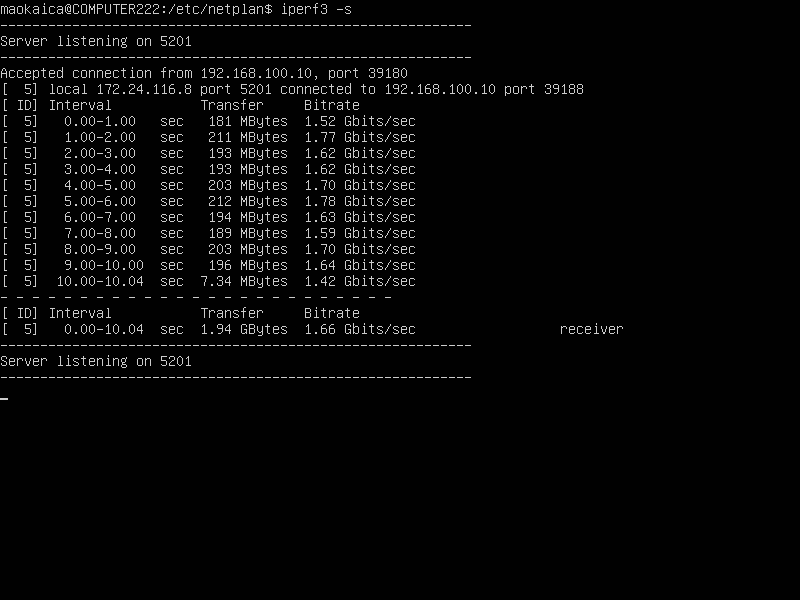 maokaica@COMPUTER222:/etc/netplan$ iperf3 -s
-----------------------------------------------------------
Server listening on 5201
-----------------------------------------------------------
Accepted connection from 192.168.100.10, port 39180
[  5] local 172.24.116.8 port 5201 connected to 192.168.100.10 port 39188
[ ID] Interval           Transfer     Bitrate
[  5]   0.00-1.00   sec   181 MBytes  1.52 Gbits/sec
[  5]   1.00-2.00   sec   211 MBytes  1.77 Gbits/sec
[  5]   2.00-3.00   sec   193 MBytes  1.62 Gbits/sec
[  5]   3.00-4.00   sec   193 MBytes  1.62 Gbits/sec
[  5]   4.00-5.00   sec   203 MBytes  1.70 Gbits/sec
[  5]   5.00-6.00   sec   212 MBytes  1.78 Gbits/sec
[  5]   6.00-7.00   sec   194 MBytes  1.63 Gbits/sec
[  5]   7.00-8.00   sec   189 MBytes  1.59 Gbits/sec
[  5]   8.00-9.00   sec   203 MBytes  1.70 Gbits/sec
[  5]   9.00-10.00  sec   196 MBytes  1.64 Gbits/sec
[  5]  10.00-10.04  sec  7.34 MBytes  1.42 Gbits/sec
- - - - - - - - - - - - - - - - - - - - - - - - -
[ ID] Interval           Transfer     Bitrate
[  5]   0.00-10.04  sec  1.94 GBytes  1.66 Gbits/sec                  receiver
-----------------------------------------------------------
Server listening on 5201
-----------------------------------------------------------